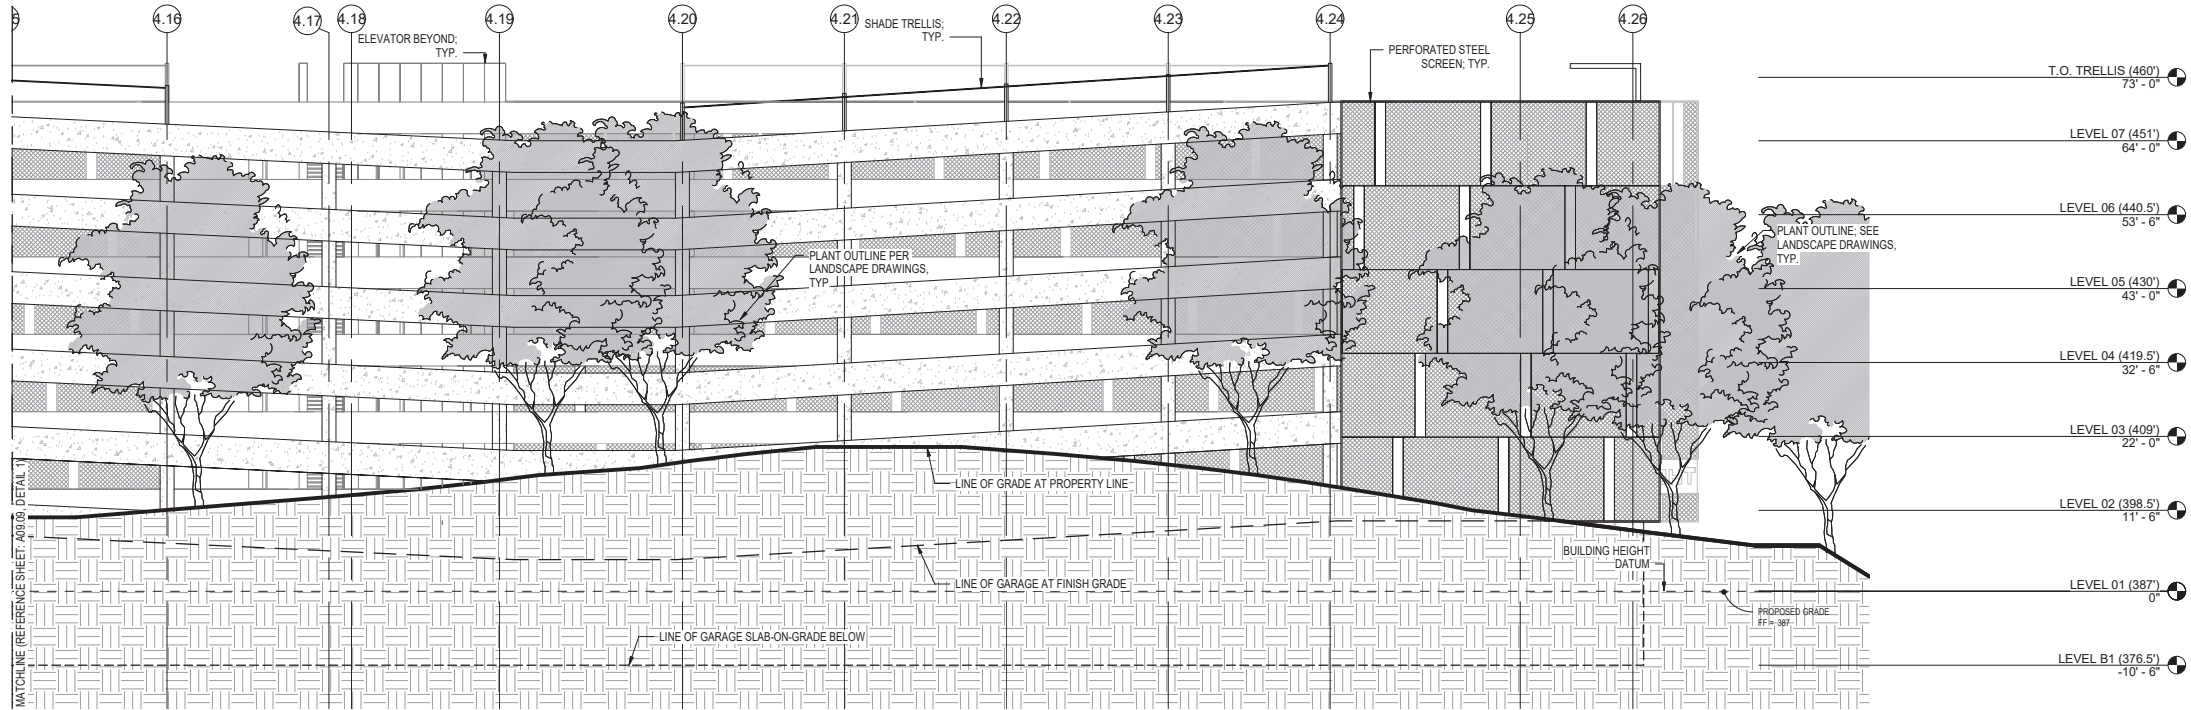 5
4.16
4.17
4.18
4.19
4.20
4.21
4.22
4.23
4.24
4.25
4.26
ELEVATOR BEYOND;
TYP.
SHADE TRELLIS;
TYP.
PERFORATED STEEL
SCREEN; TYP.
T.O. TRELLIS (460')
73' - 0"
LEVEL 07 (451')
64' - 0"
LEVEL 06 (440.5')
53' - 6"
PLANT OUTLINE; SEE
LANDSCAPE DRAWINGS,
TYP.
PLANT OUTLINE PER
LANDSCAPE DRAWINGS,
TYP
LEVEL 05 (430')
43' - 0"
LEVEL 04 (419.5')
32' - 6"
LEVEL 03 (409')
22' - 0"
LINE OF GRADE AT PROPERTY LINE
LEVEL 02 (398.5')
11' - 6"
BUILDING HEIGHT
DATUM
LINE OF GARAGE AT FINISH GRADE
LEVEL 01 (387')
0"
PROPOSED GRADE
FF = 387
LINE OF GARAGE SLAB-ON-GRADE BELOW
LEVEL B1 (376.5')
-10' - 6"
MATCHLINE (REFERENCE SHEET: A09.09, DETAIL 1)